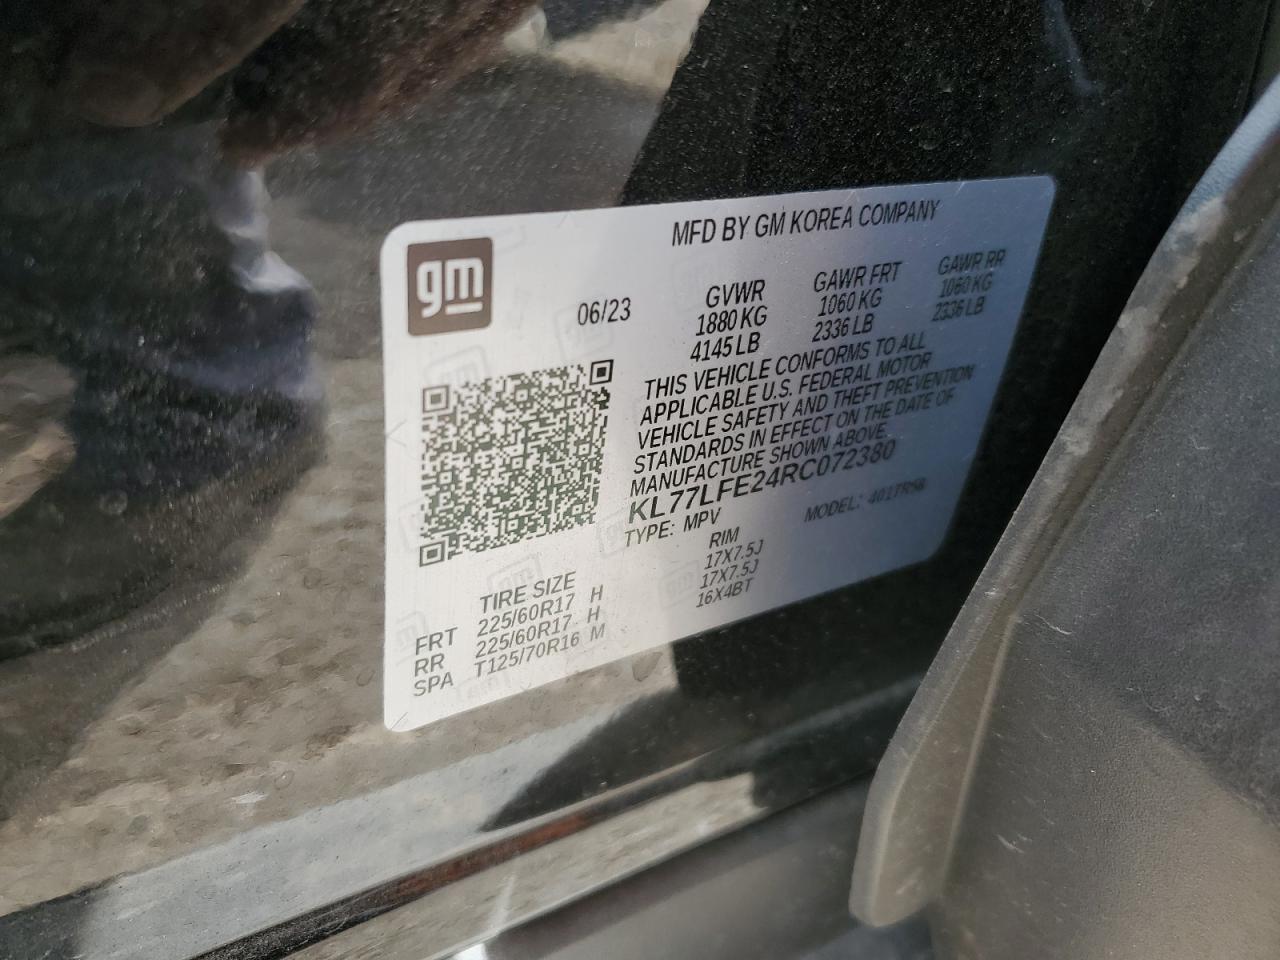 gm
MFD BY GM KOREA COMPANY
06/23
GVWR GAWR FRT GAWR RR
1880 KG 1060 KG 1060 KG
4145 LB 2336 LB 2336 LB
THIS VEHICLE CONFORMS TO ALL
APPLICABLE U.S. FEDERAL MOTOR
VEHICLE SAFETY AND THEFT PREVENTION
STANDARDS IN EFFECT ON THE DATE OF
MANUFACTURE SHOWN ABOVE.
KL77LFE24RC072380
TYPE: MPV MODEL: 4017R58
TIRE SIZE RIM
FRT 225/60R17 H 17X7.5J
RR 225/60R17 H 17X7.5J
SPA T125/70R16 M 16X4BT